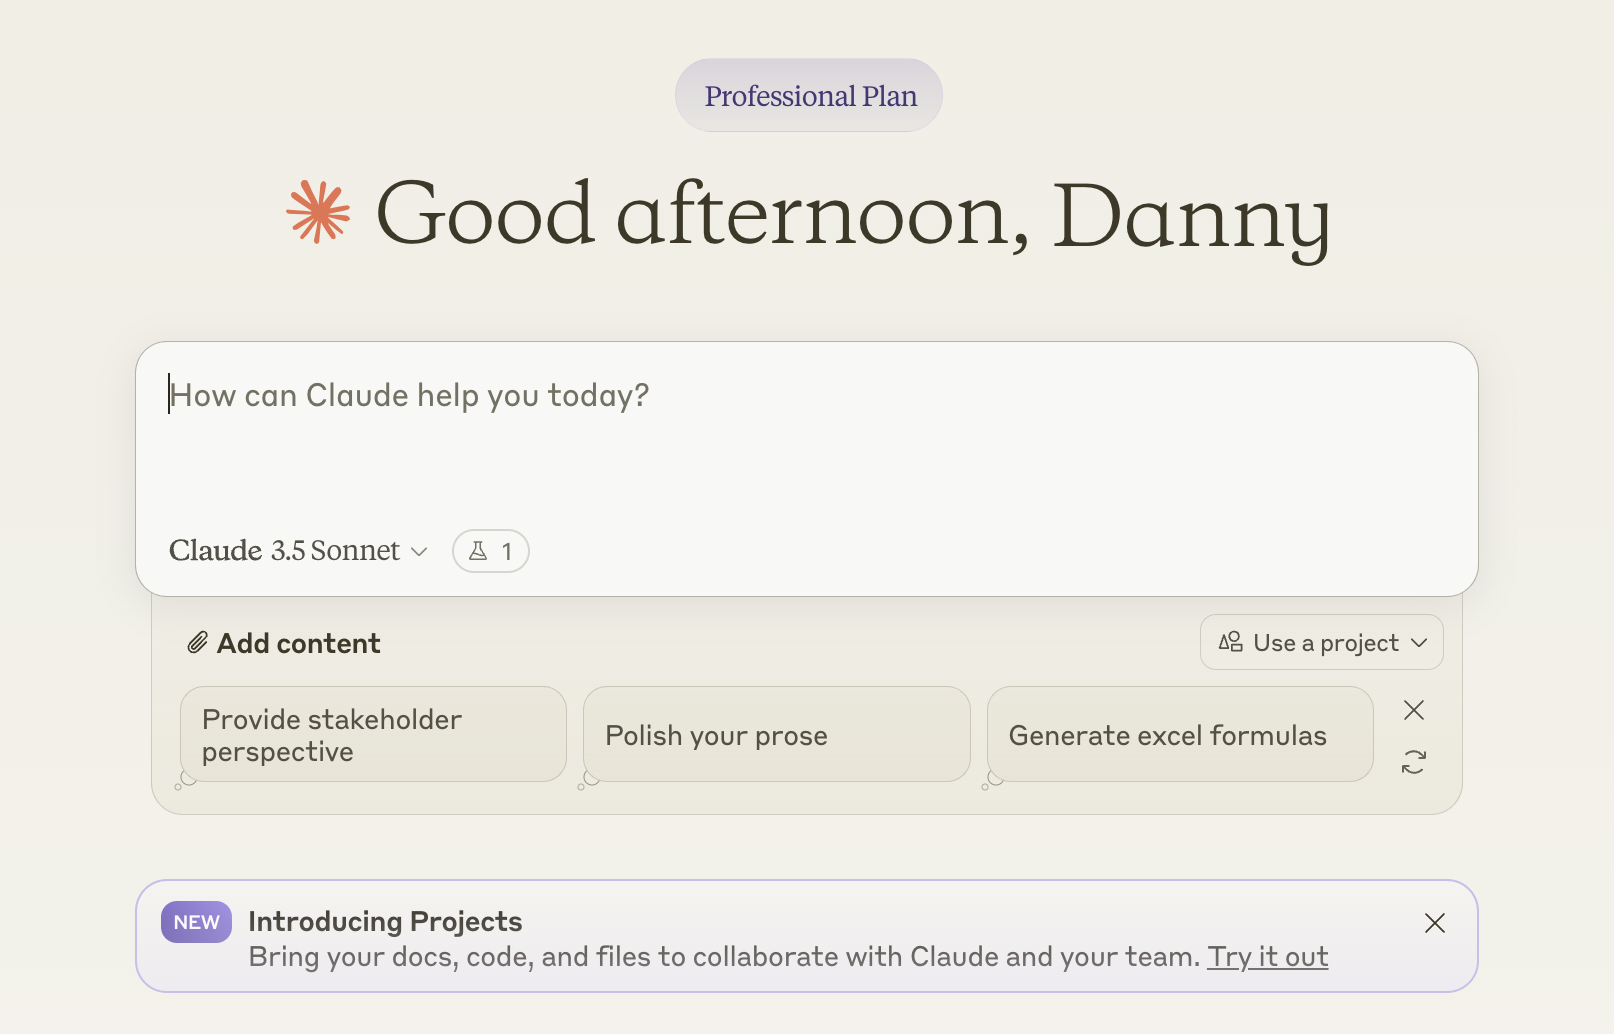 Professional Plan
Good afternoon, Danny
How can Claude help you today?
Claude 3.5 Sonnet
1
Add content
Use a project
Provide stakeholder
perspective
Polish your prose
Generate excel formulas
NEW
Introducing Projects
Bring your docs, code, and files to collaborate with Claude and your team. Try it out